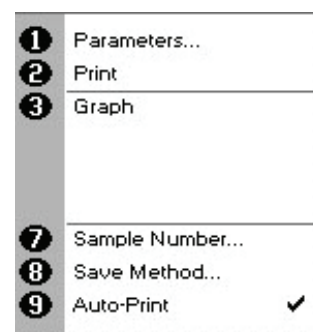 1 Parameters...
2 Print
3 Graph
7 Sample Number...
8 Save Method...
9 Auto-Print ✓